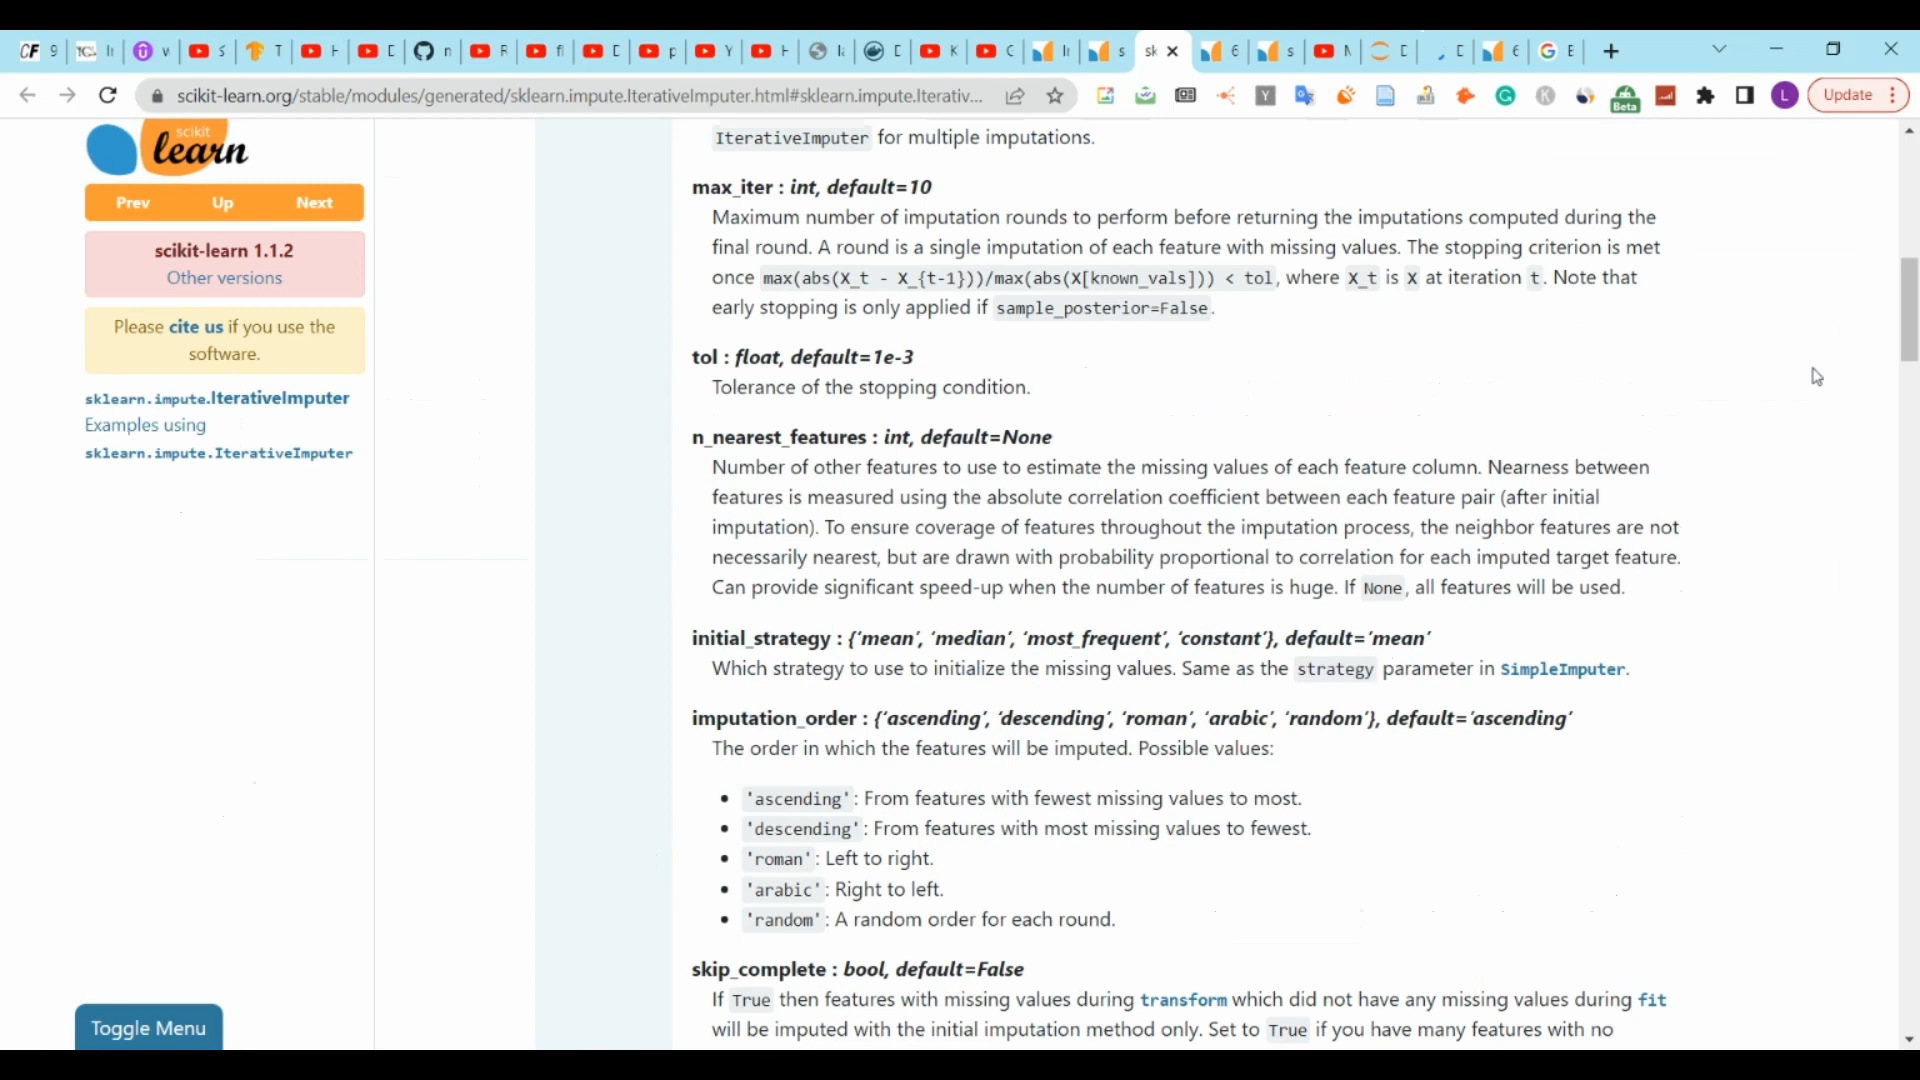 CF 9
scikit-learn.org/stable/modules/generated/sklearn.impute.IterativeImputer.html#sklearn.impute.Iterativ...
Beta
L
Update
scikit
learn
Prev Up Next
scikit-learn 1.1.2
Other versions
Please cite us if you use the
software.
sklearn.impute.IterativeImputer
Examples using
sklearn.impute.IterativeImputer
Toggle Menu
IterativeImputer for multiple imputations.
max_iter : int, default=10
Maximum number of imputation rounds to perform before returning the imputations computed during the
final round. A round is a single imputation of each feature with missing values. The stopping criterion is met
once max(abs(X_t - X_{t-1}))/max(abs(X[known_vals])) < tol, where X_t is X at iteration t. Note that
early stopping is only applied if sample_posterior=False.
tol : float, default=1e-3
Tolerance of the stopping condition.
n_nearest_features : int, default=None
Number of other features to use to estimate the missing values of each feature column. Nearness between
features is measured using the absolute correlation coefficient between each feature pair (after initial
imputation). To ensure coverage of features throughout the imputation process, the neighbor features are not
necessarily nearest, but are drawn with probability proportional to correlation for each imputed target feature.
Can provide significant speed-up when the number of features is huge. If None, all features will be used.
initial_strategy : {‘mean’, ‘median’, ‘most_frequent’, ‘constant’}, default=‘mean’
Which strategy to use to initialize the missing values. Same as the strategy parameter in SimpleImputer.
imputation_order : {‘ascending’, ‘descending’, ‘roman’, ‘arabic’, ‘random’}, default=‘ascending’
The order in which the features will be imputed. Possible values:
• 'ascending': From features with fewest missing values to most.
• 'descending': From features with most missing values to fewest.
• 'roman': Left to right.
• 'arabic': Right to left.
• 'random': A random order for each round.
skip_complete : bool, default=False
If True then features with missing values during transform which did not have any missing values during fit
will be imputed with the initial imputation method only. Set to True if you have many features with no